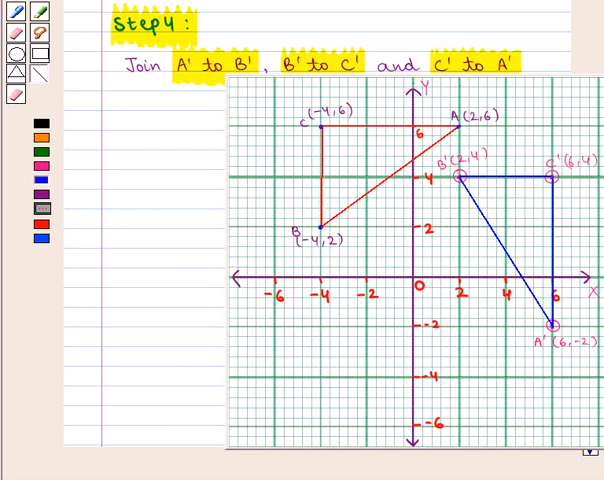 Step 4 :
Join A' to B' , B' to C' and C' to A'
Y
(-4,6)
C
A (2,6)
6
B'(2,4)
4
C'(6,4)
2
B
(-4,2)
-6 -4 -2 0 2 4 6 X
-2
A'(6,-2)
-4
-6